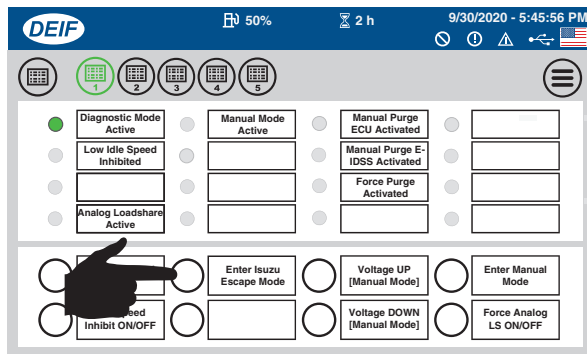 DEIF
50%
2 h
9/30/2020 - 5:45:56 PM
1
2
3
4
5
Diagnostic Mode
Active
Manual Mode
Active
Manual Purge
ECU Activated
Low Idle Speed
Inhibited
Manual Purge E-
IDSS Activated
Force Purge
Activated
Analog Loadshare
Active
Enter Isuzu
Escape Mode
Voltage UP
[Manual Mode]
Enter Manual
Mode
Inhibit ON/OFF
Voltage DOWN
[Manual Mode]
Force Analog
LS ON/OFF